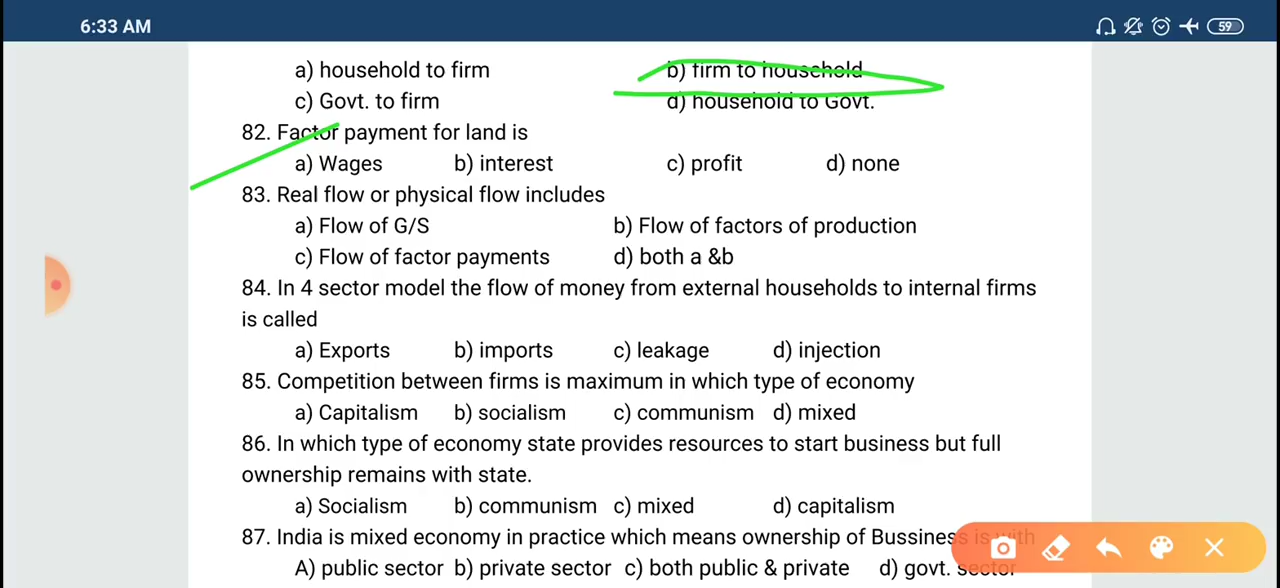 6:33 AM
59
a) household to firm b) firm to household
c) Govt. to firm d) household to Govt.
82. Factor payment for land is
a) Wages b) interest c) profit d) none
83. Real flow or physical flow includes
a) Flow of G/S b) Flow of factors of production
c) Flow of factor payments d) both a &b
84. In 4 sector model the flow of money from external households to internal firms
is called
a) Exports b) imports c) leakage d) injection
85. Competition between firms is maximum in which type of economy
a) Capitalism b) socialism c) communism d) mixed
86. In which type of economy state provides resources to start business but full
ownership remains with state.
a) Socialism b) communism c) mixed d) capitalism
87. India is mixed economy in practice which means ownership of Bussiness is with
A) public sector b) private sector c) both public & private d) govt. sector